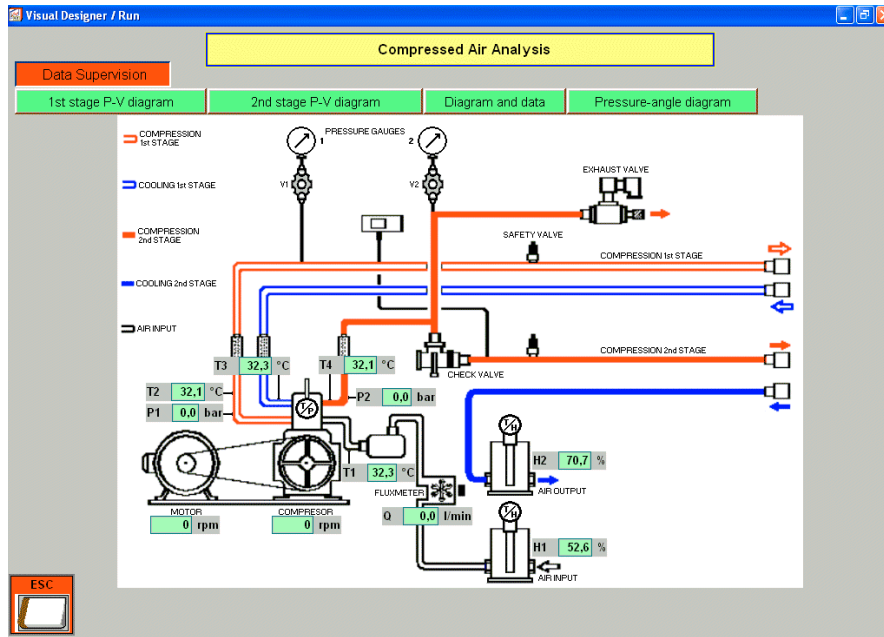 Visual Designer / Run
Compressed Air Analysis
Data Supervision
1st stage P-V diagram
2nd stage P-V diagram
Diagram and data
Pressure-angle diagram
COMPRESSION
1st STAGE
COOLING 1st STAGE
COMPRESSION
2nd STAGE
COOLING 2nd STAGE
AIR INPUT
1
PRESSURE GAUGES
2
V1
V2
EXHAUST VALVE
SAFETY VALVE
COMPRESSION 1st STAGE
COMPRESSION 2nd STAGE
CHECK VALVE
T3 32,3 °C
T4 32,1 °C
T2 32,1 °C
P1 0,0 bar
P2 0,0 bar
T/P
T1 32,3 °C
FLUXMETER
Q 0,0 l/min
MOTOR
0 rpm
COMPRESOR
0 rpm
T/H
H2 70,7 %
AIR OUTPUT
T/H
H1 52,6 %
AIR INPUT
ESC